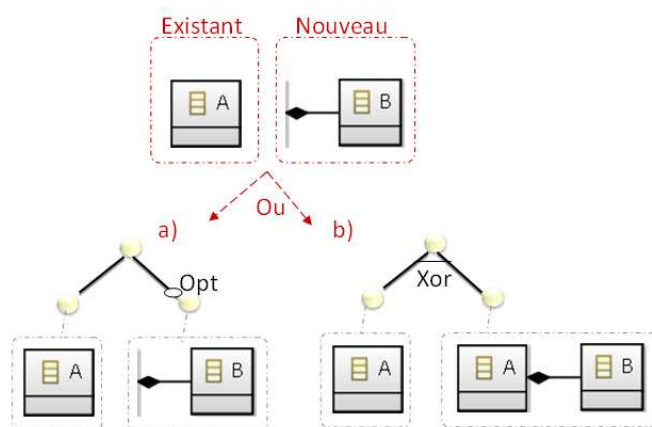 Existant Nouveau
A B
Ou
a) b)
Opt Xor
A B A A B